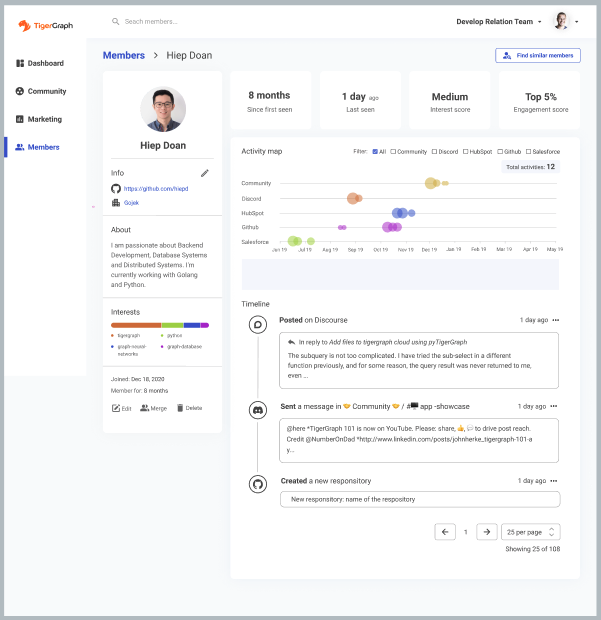 TigerGraph
Seach members...
Develop Relation Team
Dashboard
Community
Marketing
Members
Members > Hiep Doan
Find similar members
Hiep Doan
Info
https://github.com/hiepd
Gojek
About
I am passionate about Backend
Development, Database Systems
and Distributed Systems. I'm
currently working with Golang
and Python.
Interests
tigergraph
python
graph-neural-
networks
graph-database
Joined: Dec 18, 2020
Member for: 8 months
Edit
Merge
Delete
8 months
Since first seen
1 day ago
Last seen
Medium
Interest score
Top 5%
Engagement score
Activity map
Filter: All Community Discord HubSpot Github Salesforce
Total activities: 12
Community
Discord
HubSpot
Github
Salesforce
Jun 19 Jul 19 Aug 19 Sep 19 Oct 19 Nov 19 Dec 19 Jan 19 Feb 19 Mar 19 Apr 19 May 19
Timeline
Posted on Discourse
1 day ago •••
In reply to Add files to tigergraph cloud using pyTigerGraph
The subquery is not too complicated. I have tried the sub-select in a different
function previously, and for some reason, the query result was never returned to me,
even ...
Sent a message in 🤝 Community 🤝 / #🖥 app -showcase
1 day ago •••
@here *TigerGraph 101 is now on YouTube. Please: share, 👍, 💬 to drive post reach.
Credit @NumberOnDad *http://www.linkedin.com/posts/johnherke_tigergraph-101-a
y...
Created a new responsitory
1 day ago •••
New responsitory: name of the respository
1
25 per page
Showing 25 of 108